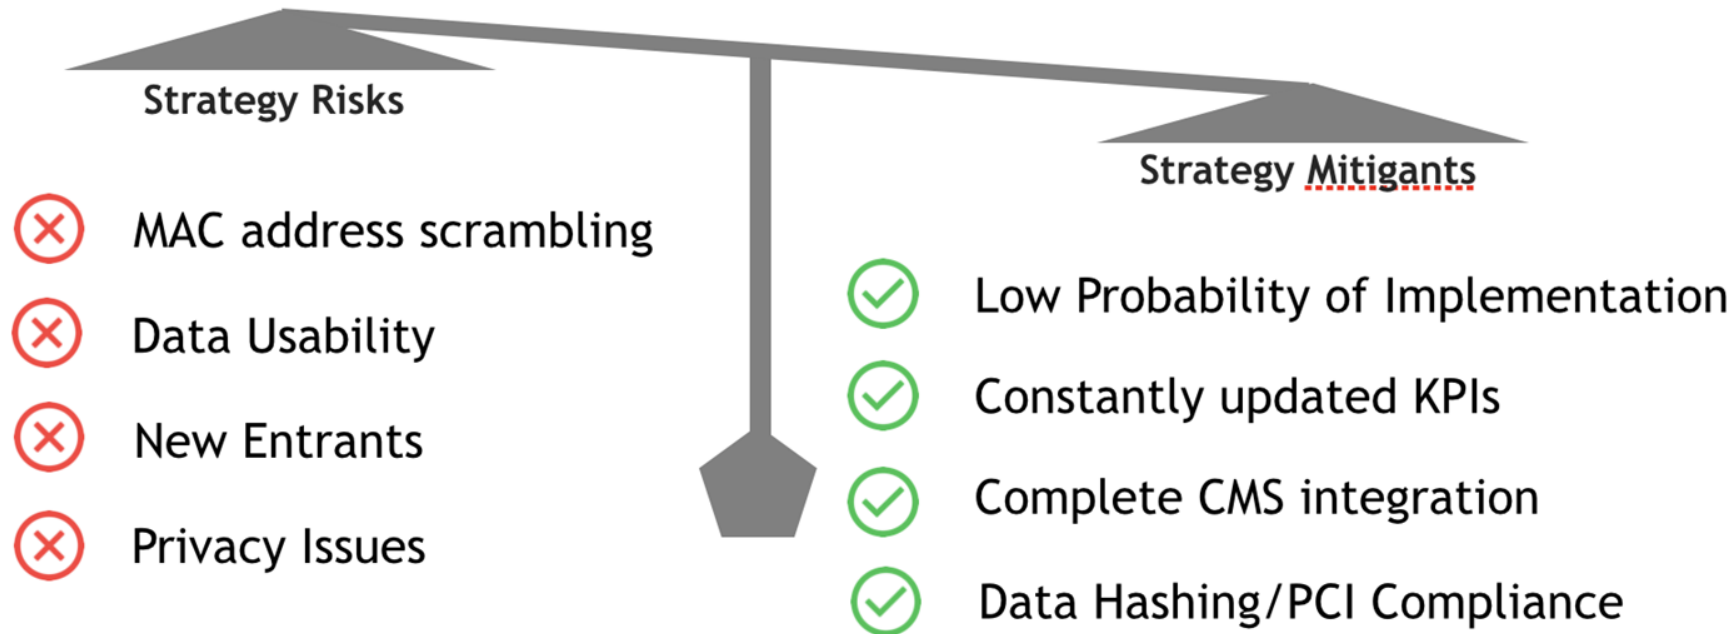 Strategy Risks
MAC address scrambling
Data Usability
New Entrants
Privacy Issues
Strategy Mitigants
Low Probability of Implementation
Constantly updated KPIs
Complete CMS integration
Data Hashing/PCI Compliance